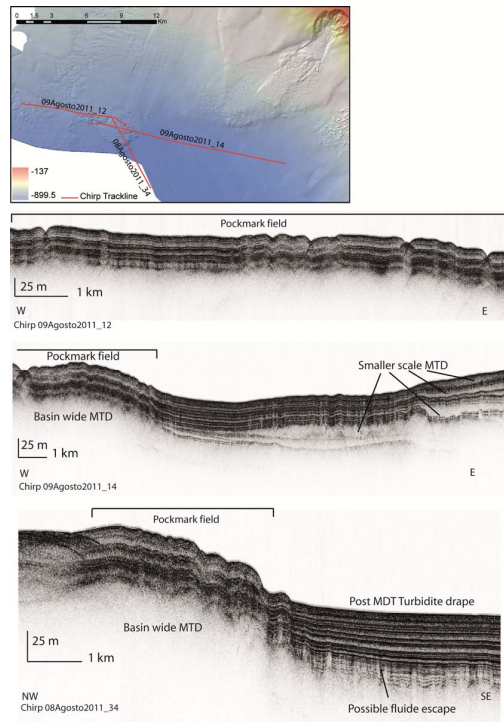 0 1.5 3 6 9 12
Km
09Agosto2011_12
09Agosto2011_14
08Agosto2011_34
-137
-899.5
Chirp Trackline
Pockmark field
25 m
1 km
W
E
Chirp 09Agosto2011_12
Pockmark field
Smaller scale MTD
Basin wide MTD
25 m
1 km
W
E
Chirp 09Agosto2011_14
Pockmark field
Post MDT Turbidite drape
Basin wide MTD
25 m
1 km
NW
SE
Possible fluide escape
Chirp 08Agosto2011_34